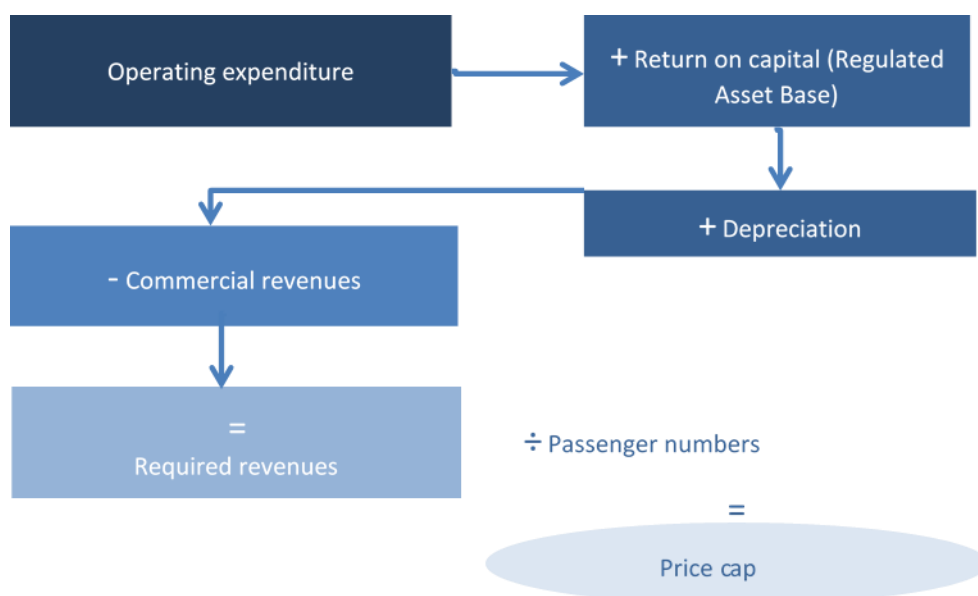 Operating expenditure
+ Return on capital (Regulated
Asset Base)
+ Depreciation
- Commercial revenues
=
Required revenues
÷ Passenger numbers
=
Price cap